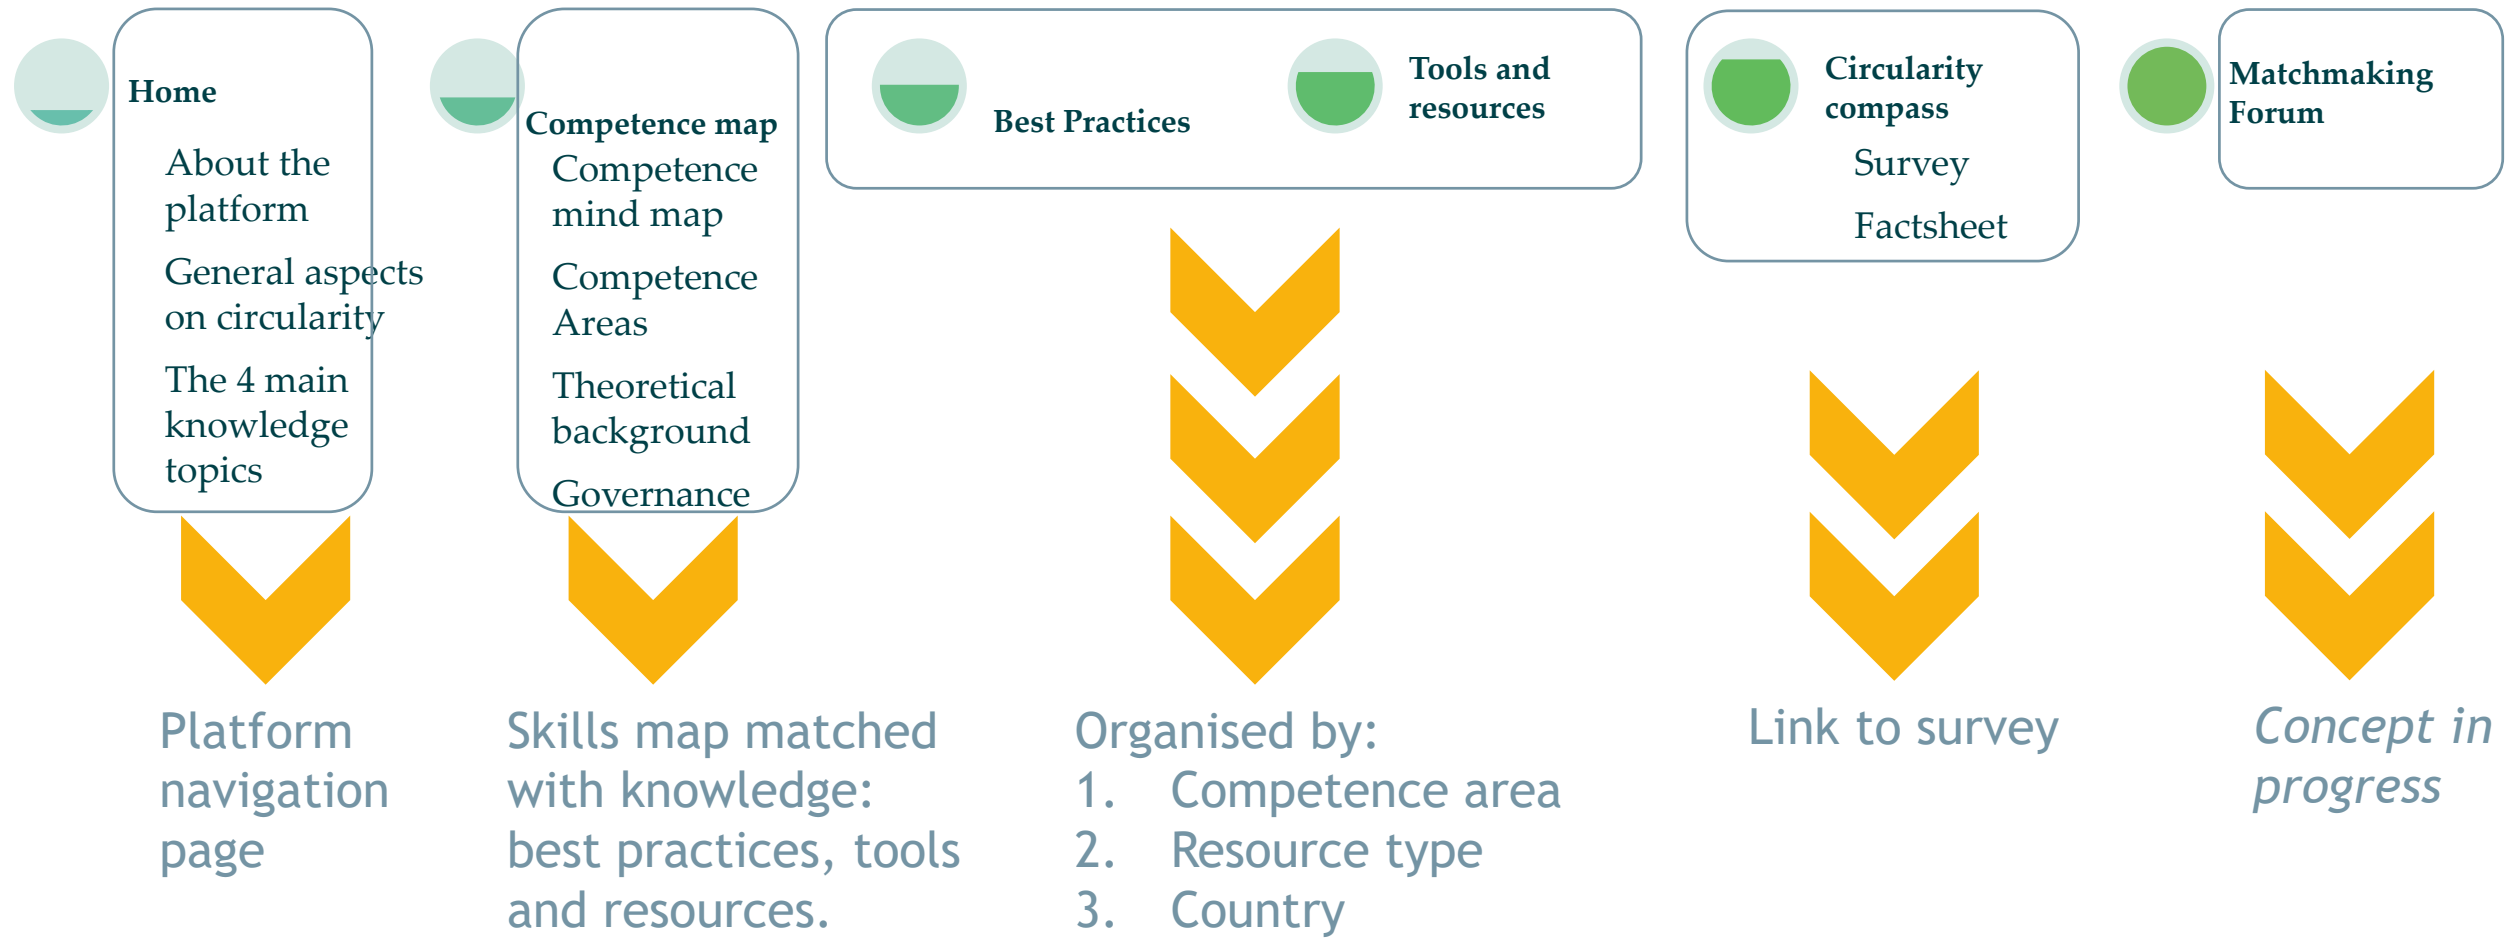 Home
About the
platform
General aspects
on circularity
The 4 main
knowledge
topics
Competence map
Competence
mind map
Competence
Areas
Theoretical
background
Governance
Best Practices
Tools and
resources
Circularity
compass
Survey
Factsheet
Matchmaking
Forum
Platform
navigation
page
Skills map matched
with knowledge:
best practices, tools
and resources.
Organised by:
1. Competence area
2. Resource type
3. Country
Link to survey
Concept in
progress